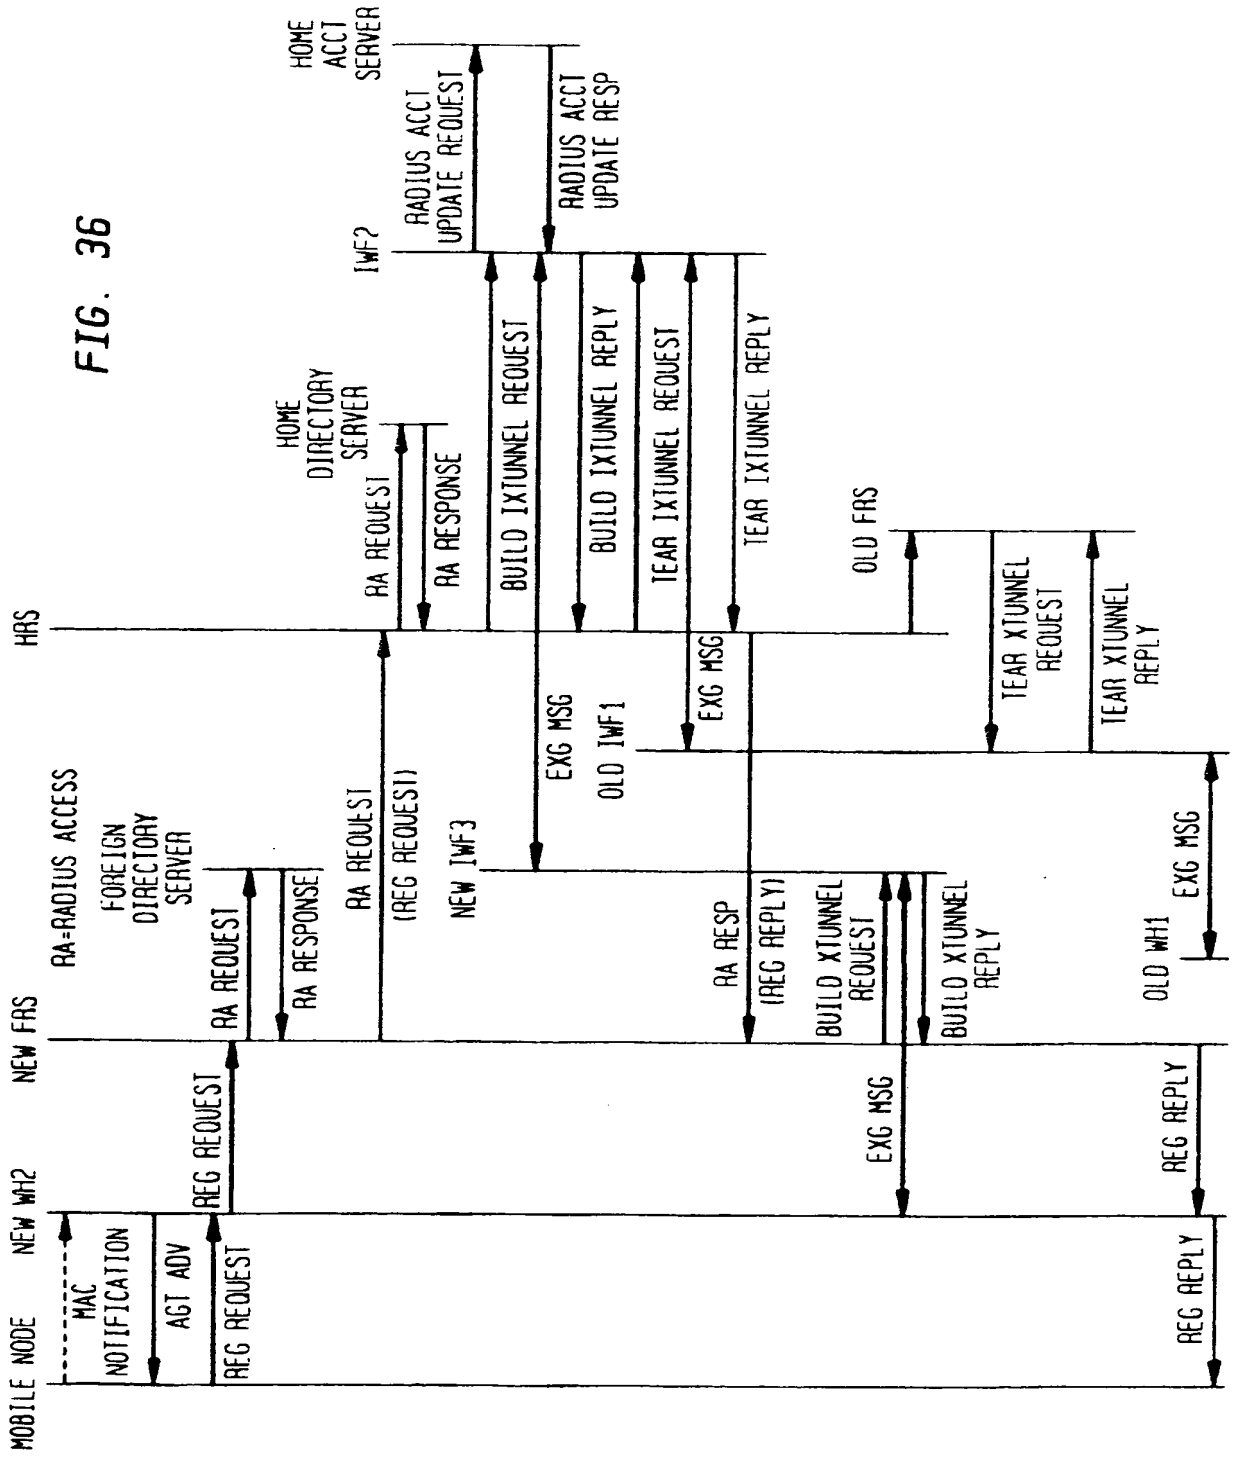 FIG. 36
MOBILE NODE
NEW WH2
NEW FRS
HRS
RA=RADIUS ACCESS
MAC
NOTIFICATION
AGT ADV
REG REQUEST
REG REQUEST
FOREIGN
DIRECTORY
SERVER
RA REQUEST
RA RESPONSE
RA REQUEST
(REG REQUEST)
HOME
DIRECTORY
SERVER
RA REQUEST
RA RESPONSE
IWF2
HOME
ACCT
SERVER
RADIUS ACCT
UPDATE REQUEST
RADIUS ACCT
UPDATE RESP
BUILD IXTUNNEL REQUEST
NEW IWF3
EXG MSG
BUILD IXTUNNEL REPLY
OLD IWF1
TEAR IXTUNNEL REQUEST
EXG MSG
TEAR IXTUNNEL REPLY
RA RESP
(REG REPLY)
BUILD XTUNNEL
REQUEST
EXG MSG
BUILD XTUNNEL
REPLY
OLD FRS
TEAR XTUNNEL
REQUEST
TEAR XTUNNEL
REPLY
OLD WH1
EXG MSG
REG REPLY
REG REPLY